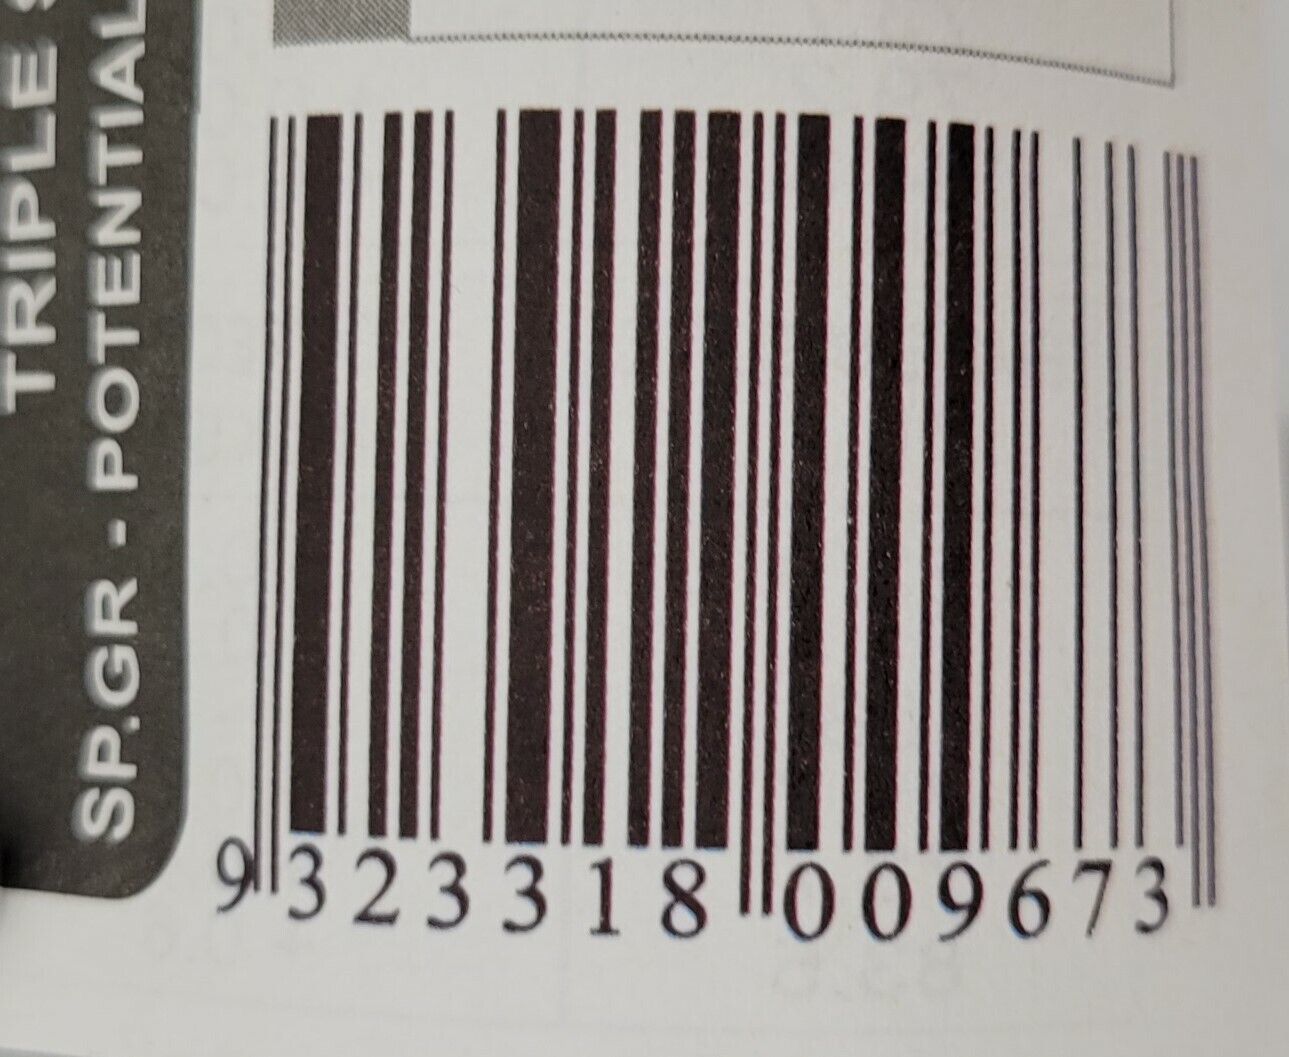 TRIPLE S
SP.GR - POTENTIAL
9 323318 009673